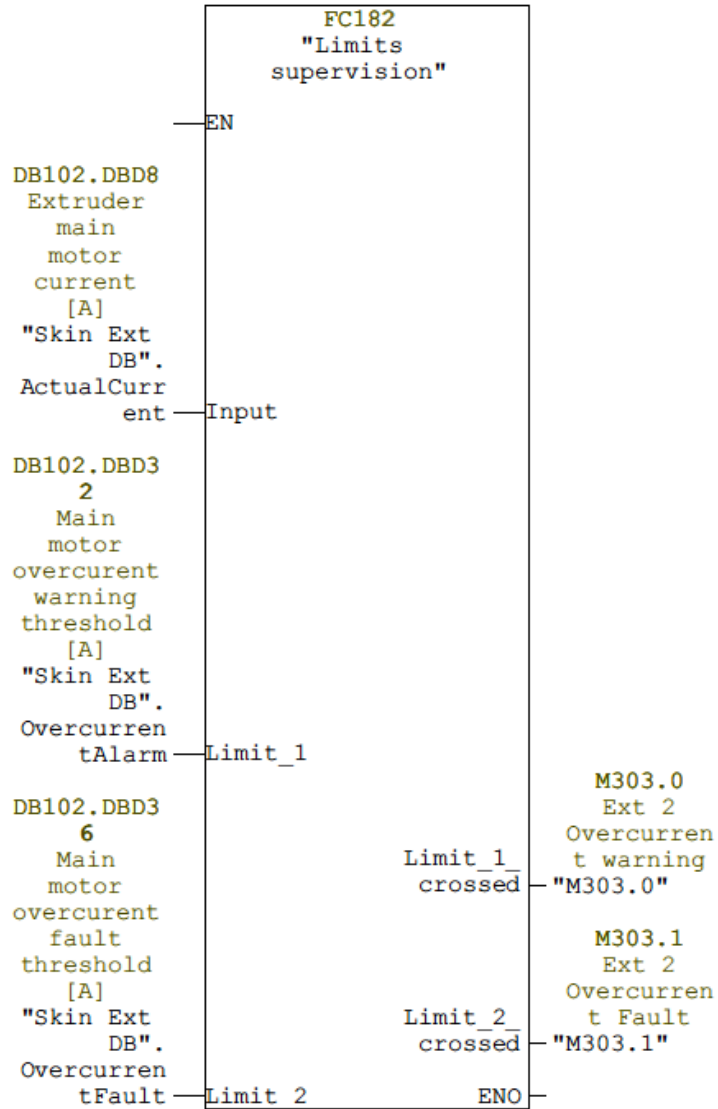 FC182
"Limits
supervision"
EN
DB102.DBD8
Extruder
main
motor
current
[A]
"Skin Ext
DB".
ActualCurr
ent
Input
DB102.DBD3
2
Main
motor
overcurent
warning
threshold
[A]
"Skin Ext
DB".
Overcurren
tAlarm
Limit_1
DB102.DBD3
6
Main
motor
overcurent
fault
threshold
[A]
"Skin Ext
DB".
Overcurren
tFault
Limit 2
Limit_1_
crossed
M303.0
Ext 2
Overcurren
t warning
"M303.0"
Limit_2_
crossed
M303.1
Ext 2
Overcurren
t Fault
"M303.1"
ENO